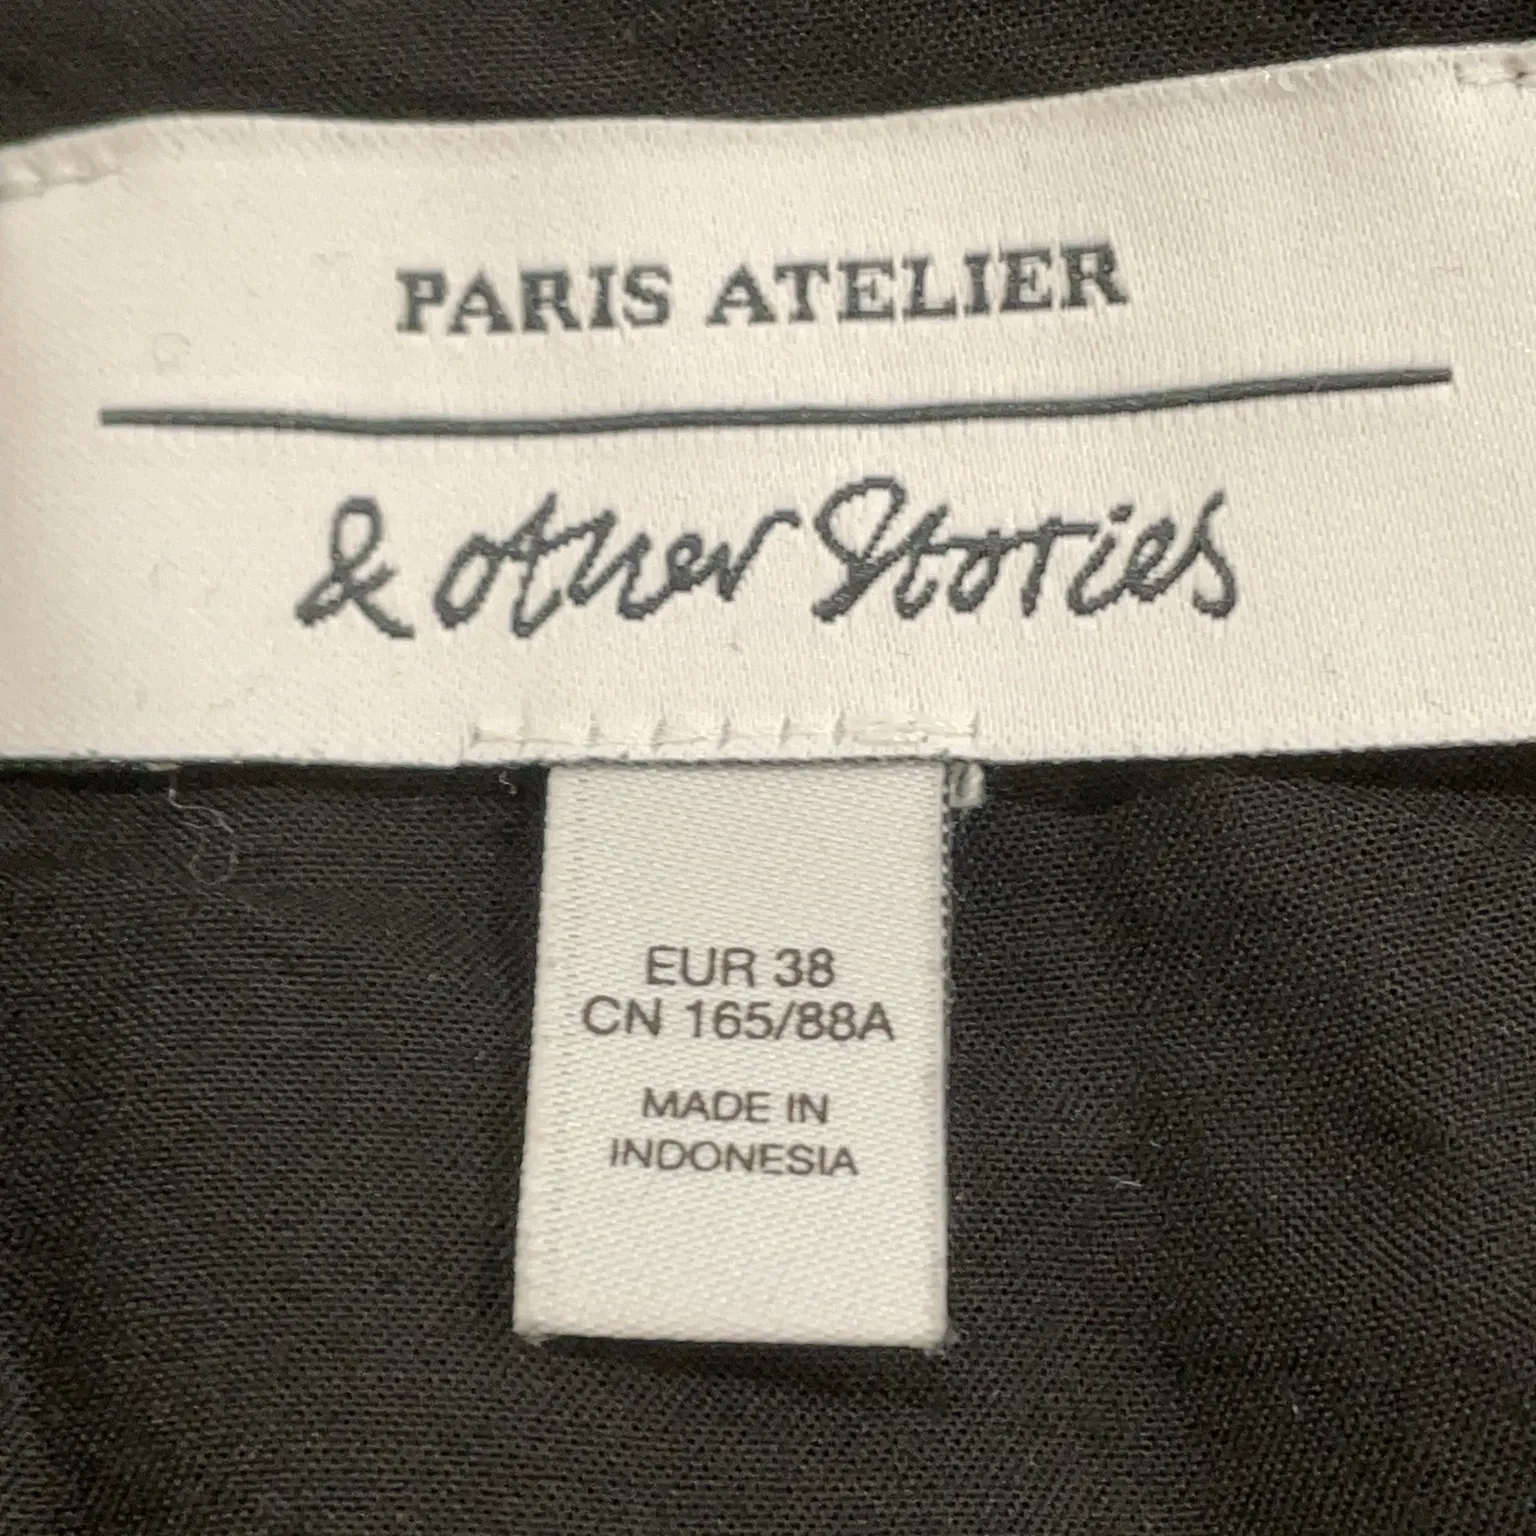 PARIS ATELIER
& other Stories
EUR 38
CN 165/88A
MADE IN
INDONESIA